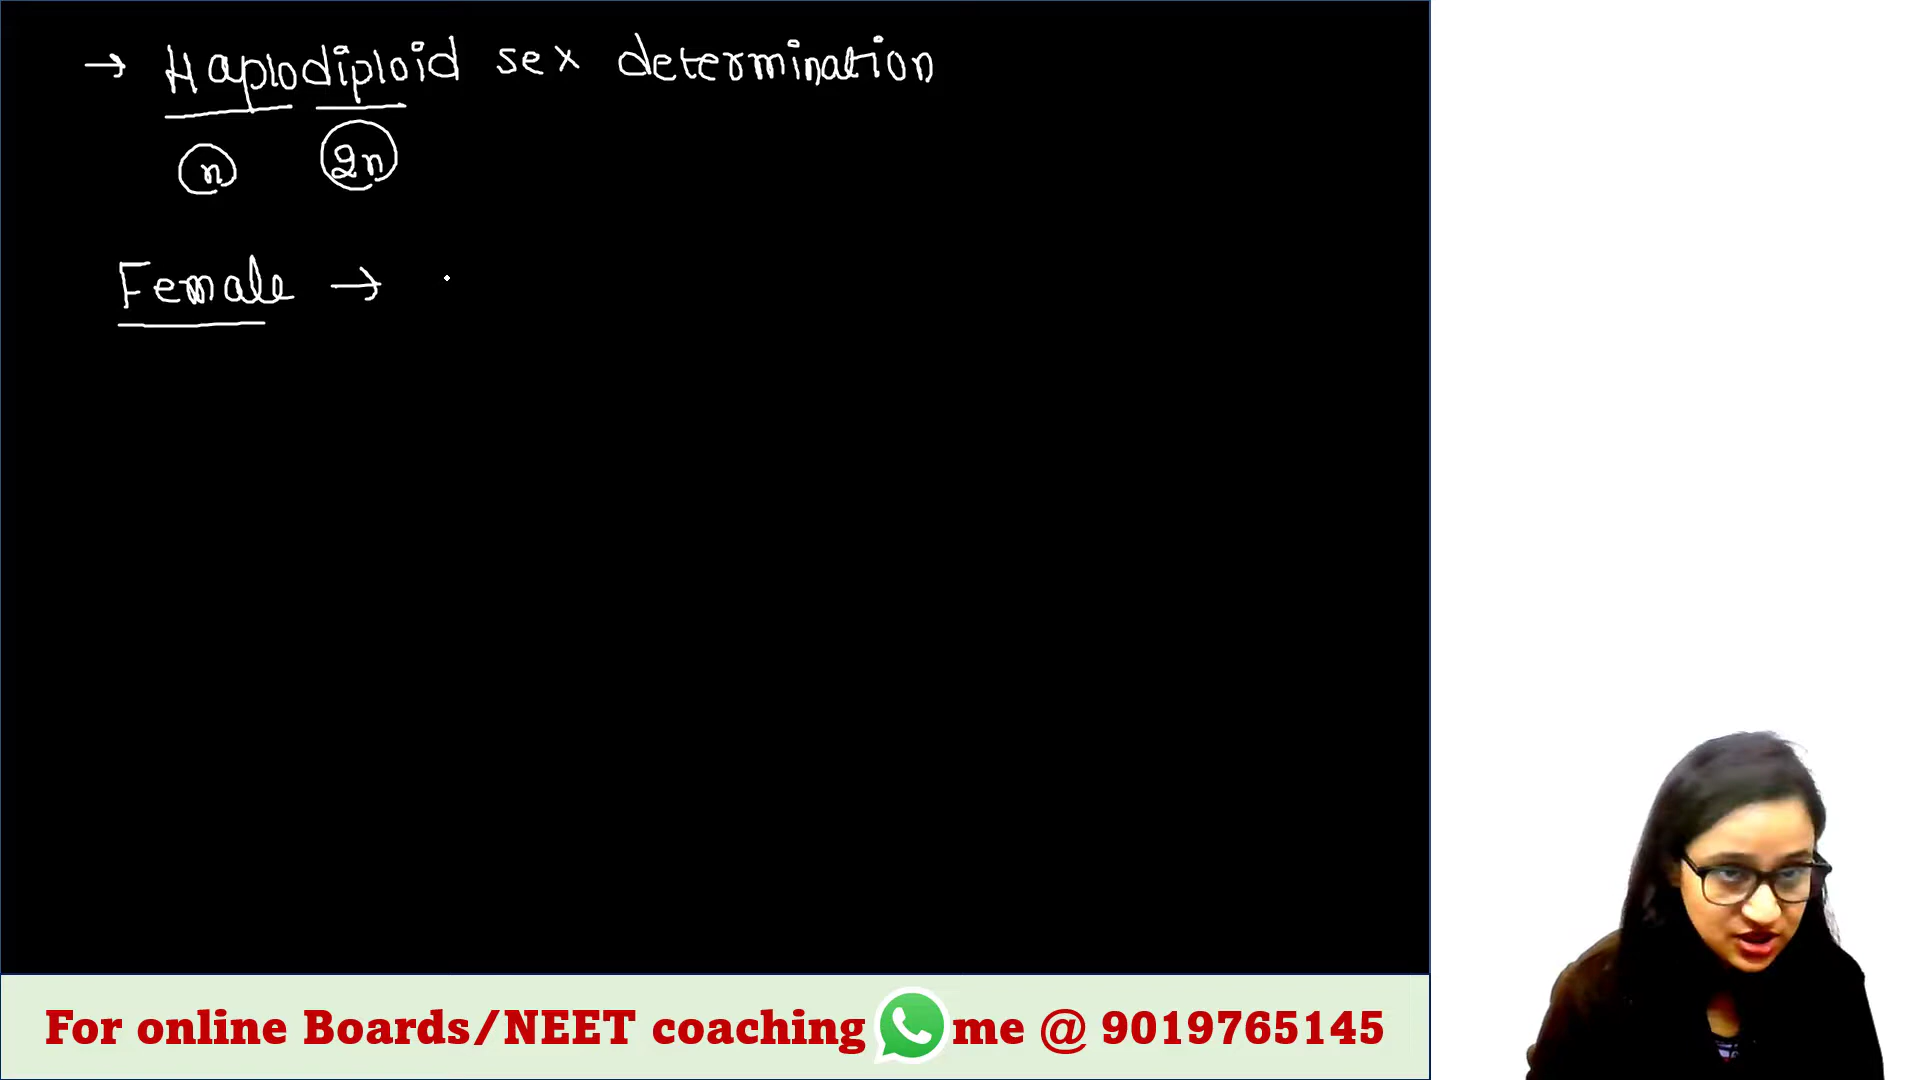 → Haplodiploid sex determination
n 2n
Female →
For online Boards/NEET coaching me @ 9019765145